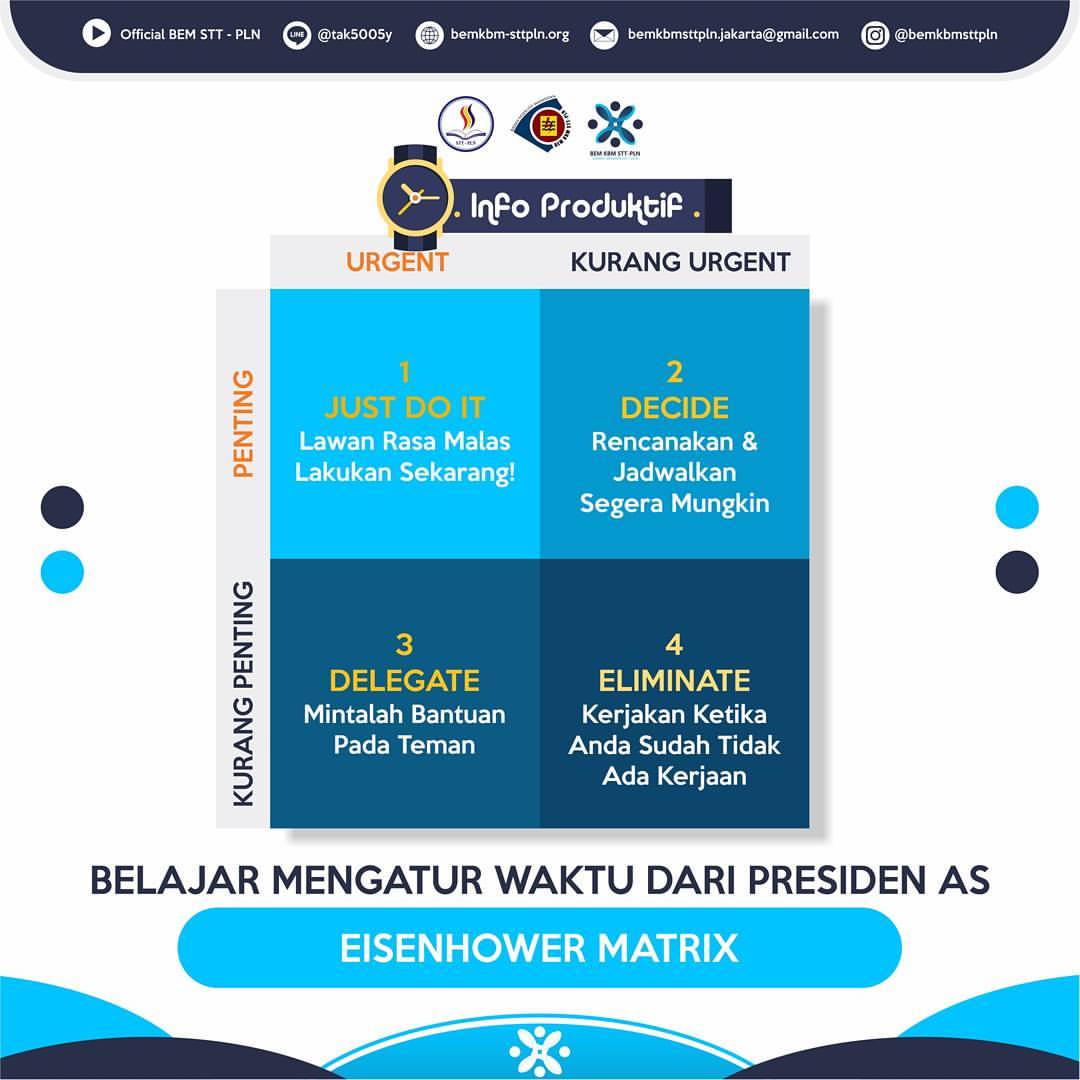 Official BEM STT - PLN
LINE
@tak5005y
bemkbm-sttpln.org
bemkbmsttpln.jakarta@gmail.com
@bemkbmsttpln
STT - PLN
BEM KBM STT-PLN
. Info Produktif .
URGENT
KURANG URGENT
PENTING
1
JUST DO IT
Lawan Rasa Malas
Lakukan Sekarang!
2
DECIDE
Rencanakan &
Jadwalkan
Segera Mungkin
KURANG PENTING
3
DELEGATE
Mintalah Bantuan
Pada Teman
4
ELIMINATE
Kerjakan Ketika
Anda Sudah Tidak
Ada Kerjaan
BELAJAR MENGATUR WAKTU DARI PRESIDEN AS
EISENHOWER MATRIX